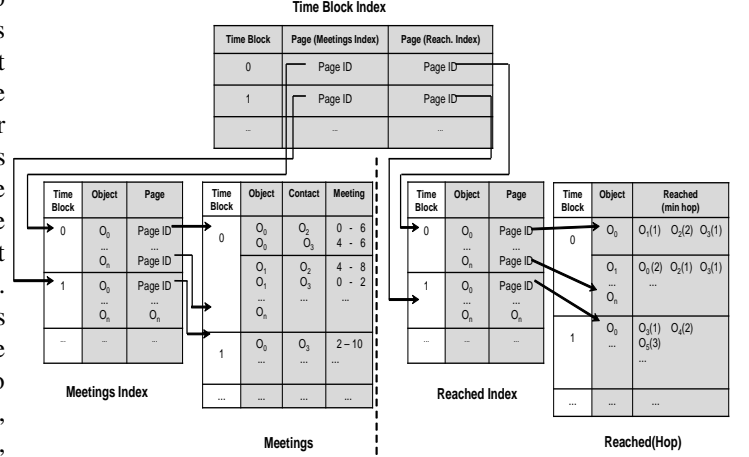 Time Block Index
Time Block Page (Meetings Index) Page (Reach. Index)
0 Page ID Page ID
1 Page ID Page ID
... ... ...
Time Block Object Page
0 O0 Page ID
...
On Page ID
1 O0 Page ID
... ...
On On
... ... ...
Meetings Index
Time Block Object Contact Meeting
0 O0 O2 0 - 6
O0 O3 4 - 6
O1 O2 4 - 8
O1 O3 0 - 2
... ... ...
On
1 O0 O3 2 – 10
... ...
... ... ... ...
Meetings
Time Block Object Page
0 O0 Page ID
... ...
On Page ID
1 O0 Page ID
... ...
On On
... ... ...
Reached Index
Time Block Object Reached (min hop)
0 O0 O1(1) O2(2) O3(1)
O1 O0(2) O2(1) O3(1)
... ...
On
1 O0 O3(1) O4(2)
... O5(3)
...
... ... ...
Reached(Hop)